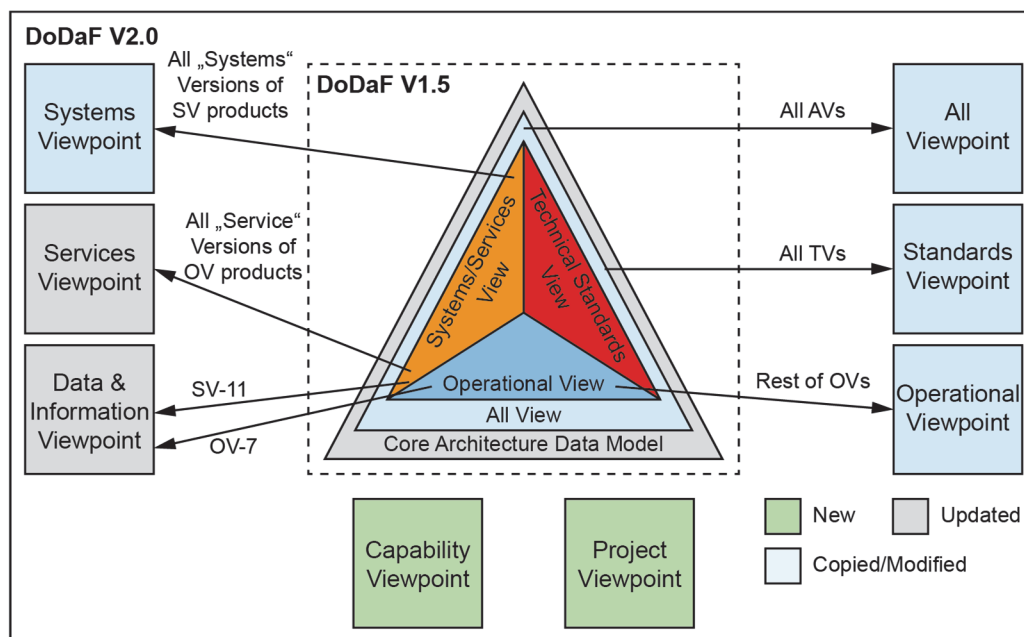 DoDaF V2.0
All „Systems“
Versions of
SV products
DoDaF V1.5
Systems
Viewpoint
All AVs
All
Viewpoint
All „Service“
Versions of
OV products
Services
Viewpoint
Systems/Services
View
Technical Standards
View
All TVs
Standards
Viewpoint
Data &
Information
Viewpoint
SV-11
OV-7
Operational View
All View
Core Architecture Data Model
Rest of OVs
Operational
Viewpoint
Capability
Viewpoint
Project
Viewpoint
New
Updated
Copied/Modified